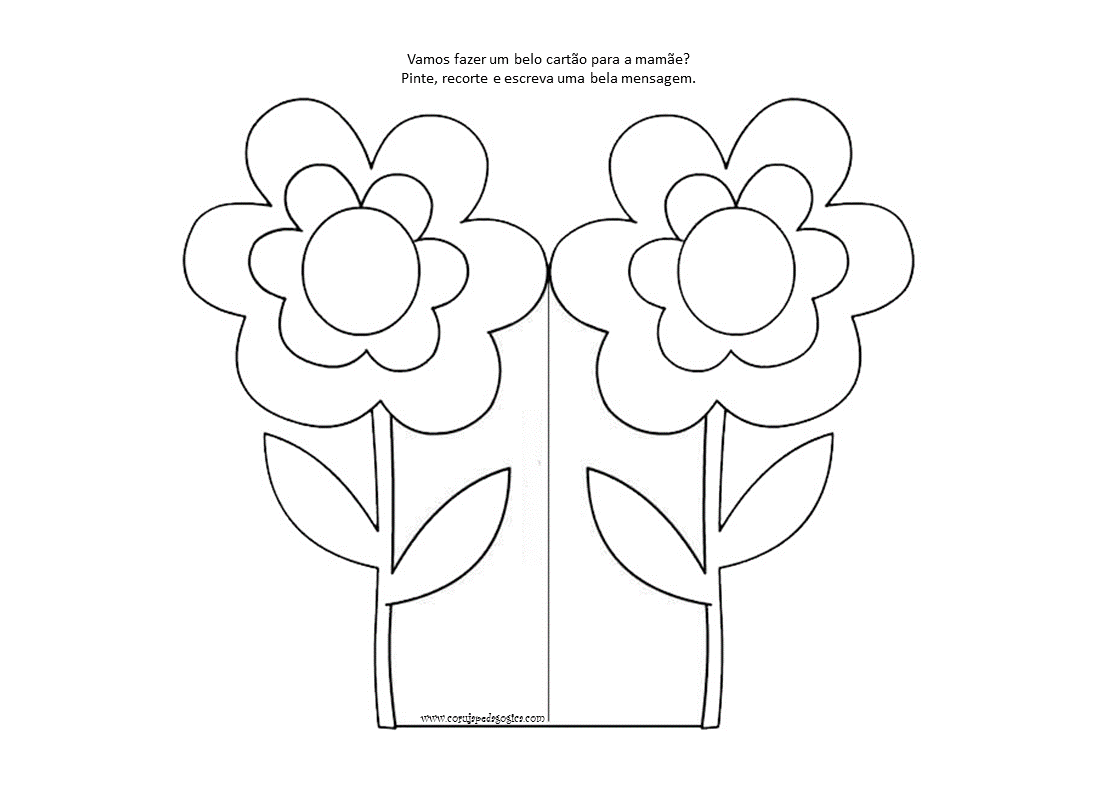 Vamos fazer um belo cartão para a mamãe?
Pinte, recorte e escreva uma bela mensagem.
www.corujapedagogica.com